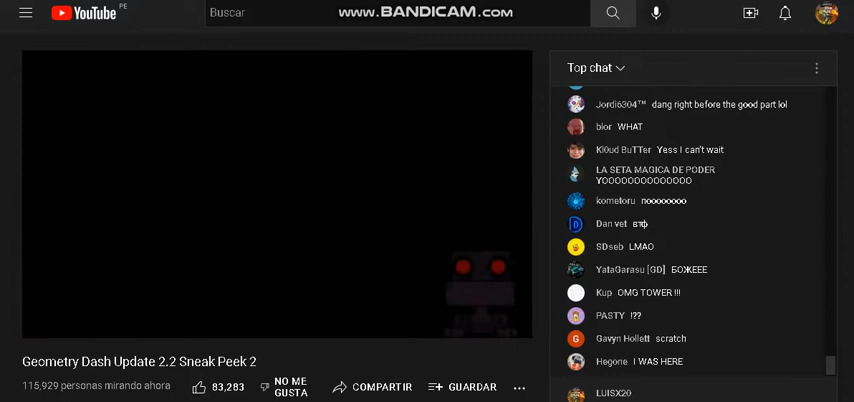 YouTube PE
Buscar
www.BANDICAM.com
Top chat
Jordi6304™ dang right before the good part lol
blor WHAT
Kl0ud BuTTer Yess I can't wait
LA SETA MAGICA DE PODER
YOOOOOOOOOOOOOO
kometoru поооооооо
Dan vet втф
SDseb LMAO
YataGarasu [GD] БОЖЕЕЕ
Kup OMG TOWER !!!
PASTY !??
Gavyn Hollett scratch
Hegone I WAS HERE
LUISX20
Geometry Dash Update 2.2 Sneak Peek 2
115,929 personas mirando ahora
83,283
NO ME
GUSTA
COMPARTIR
GUARDAR